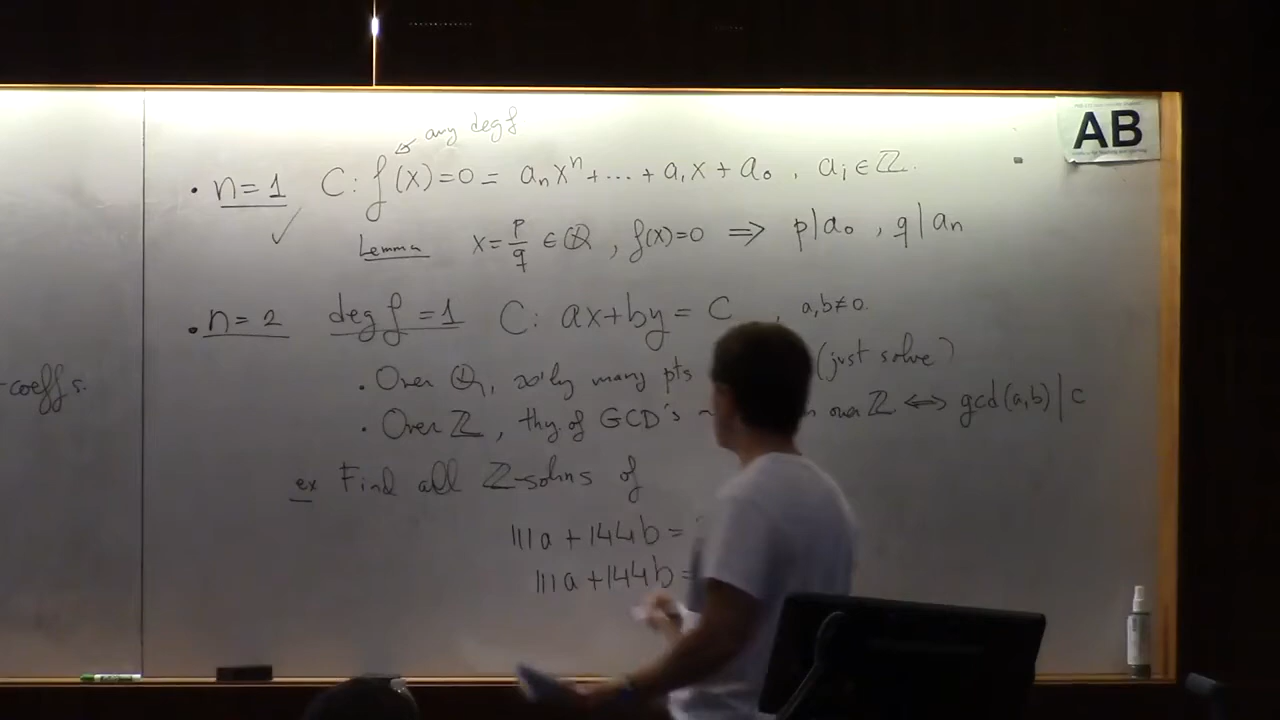 any deg f
• n=1 C: f(x)=0 = aₙxⁿ+...+a₁x+a₀, aᵢ∈ℤ.
✓
Lemma x=p/q ∈ℚ, f(x)=0 ⟹ p|a₀, q|aₙ
• n=2 deg f=1 C: ax+by=c, a,b≠0.
• Over ℚ, ∞'ly many pts (just solve)
-coeffs.
• Over ℤ, thy. of GCD's over ℤ ⟺ gcd(a,b)|c
ex Find all ℤ-solns of
111a+144b=
111a+144b=
AB